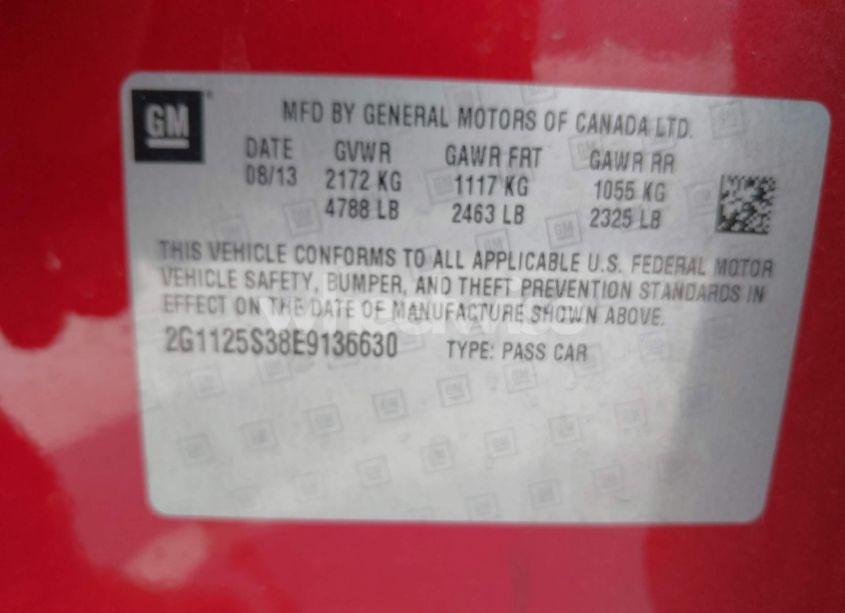 GM
MFD BY GENERAL MOTORS OF CANADA LTD.
DATE GVWR GAWR FRT GAWR RR
08/13 2172 KG 1117 KG 1055 KG
4788 LB 2463 LB 2325 LB
THIS VEHICLE CONFORMS TO ALL APPLICABLE U.S. FEDERAL MOTOR
VEHICLE SAFETY, BUMPER, AND THEFT PREVENTION STANDARDS IN
EFFECT ON THE DATE OF MANUFACTURE SHOWN ABOVE.
2G1125S38E9136630 TYPE: PASS CAR